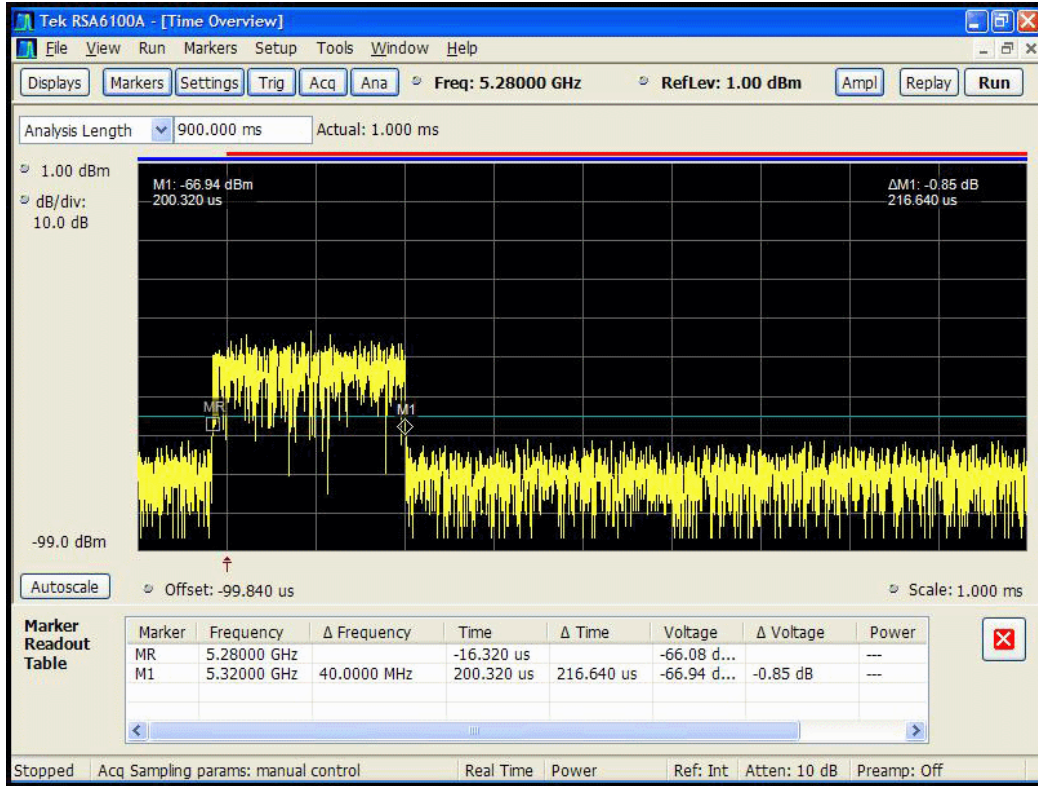 Tek RSA6100A - [Time Overview]
File View Run Markers Setup Tools Window Help
Displays Markers Settings Trig Acq Ana Freq: 5.28000 GHz RefLev: 1.00 dBm Ampl Replay Run
Analysis Length 900.000 ms Actual: 1.000 ms
1.00 dBm
dB/div:
10.0 dB
M1: -66.94 dBm
200.320 us
ΔM1: -0.85 dB
216.640 us
MR
M1
-99.0 dBm
Autoscale Offset: -99.840 us Scale: 1.000 ms
Marker
Readout
Table
Marker Frequency Δ Frequency Time Δ Time Voltage Δ Voltage Power
MR 5.28000 GHz -16.320 us -66.08 d... ---
M1 5.32000 GHz 40.0000 MHz 200.320 us 216.640 us -66.94 d... -0.85 dB ---
Stopped Acq Sampling params: manual control Real Time Power Ref: Int Atten: 10 dB Preamp: Off